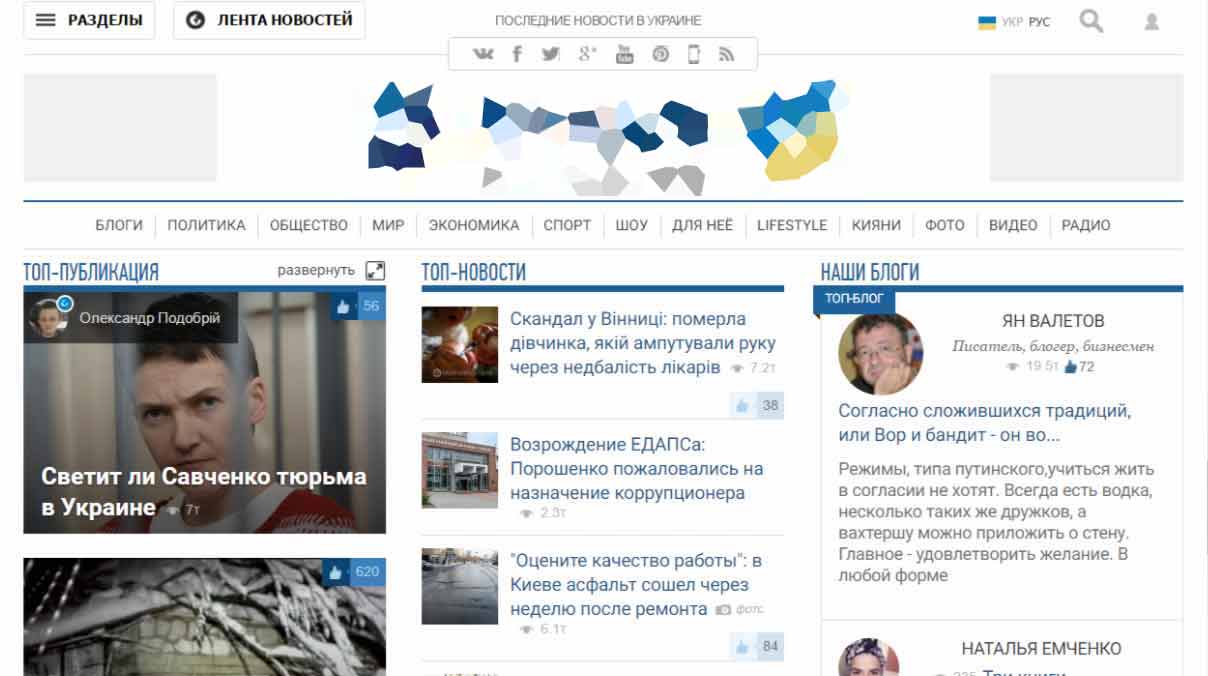 РАЗДЕЛЫ
ЛЕНТА НОВОСТЕЙ
ПОСЛЕДНИЕ НОВОСТИ В УКРАИНЕ
УКР РУС
БЛОГИ ПОЛИТИКА ОБЩЕСТВО МИР ЭКОНОМИКА СПОРТ ШОУ ДЛЯ НЕЁ LIFESTYLE КИЯНИ ФОТО ВИДЕО РАДИО
ТОП-ПУБЛИКАЦИЯ
развернуть
Олександр Подобрій
56
Светит ли Савченко тюрьма
в Украине 7т
620
ТОП-НОВОСТИ
Скандал у Вінниці: померла
дівчинка, якій ампутували руку
через недбалість лікарів 7.2т
38
Возрождение ЕДАПСа:
Порошенко пожаловались на
назначение коррупционера
2.3т
"Оцените качество работы": в
Киеве асфальт сошел через
неделю после ремонта фотс
6.1т
84
НАШИ БЛОГИ
ТОП-БЛОГ
ЯН ВАЛЕТОВ
Писатель, блогер, бизнесмен
19.5т 72
Согласно сложившихся традиций,
или Вор и бандит - он во...
Режимы, типа путинского,учиться жить
в согласии не хотят. Всегда есть водка,
несколько таких же дружков, а
вахтершу можно приложить о стену.
Главное - удовлетворить желание. В
любой форме
НАТАЛЬЯ ЕМЧЕНКО